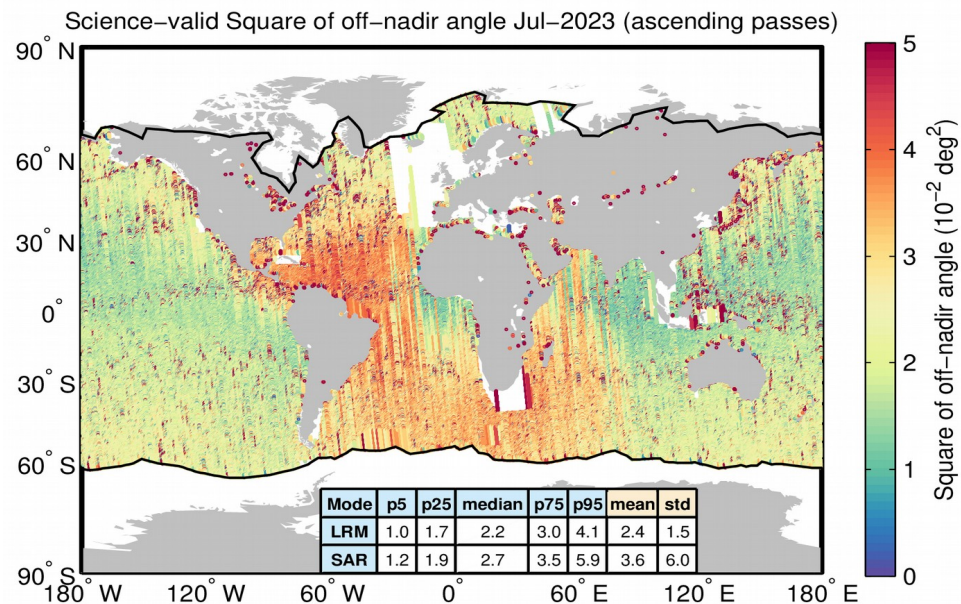 Science−valid Square of off−nadir angle Jul−2023 (ascending passes)
90° N
60° N
30° N
0°
30° S
60° S
90° S
180° W 120° W 60° W 0° 60° E 120° E 180° E
5
4
3
2
1
0
Square of off−nadir angle (10⁻² deg²)
Mode p5 p25 median p75 p95 mean std
LRM 1.0 1.7 2.2 3.0 4.1 2.4 1.5
SAR 1.2 1.9 2.7 3.5 5.9 3.6 6.0